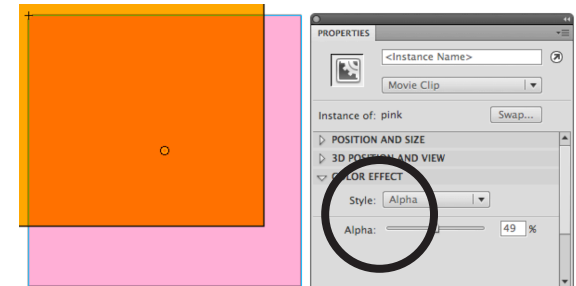 PROPERTIES
<Instance Name>
Movie Clip
Instance of: pink Swap...
POSITION AND SIZE
3D POSITION AND VIEW
COLOR EFFECT
Style: Alpha
Alpha: 49 %